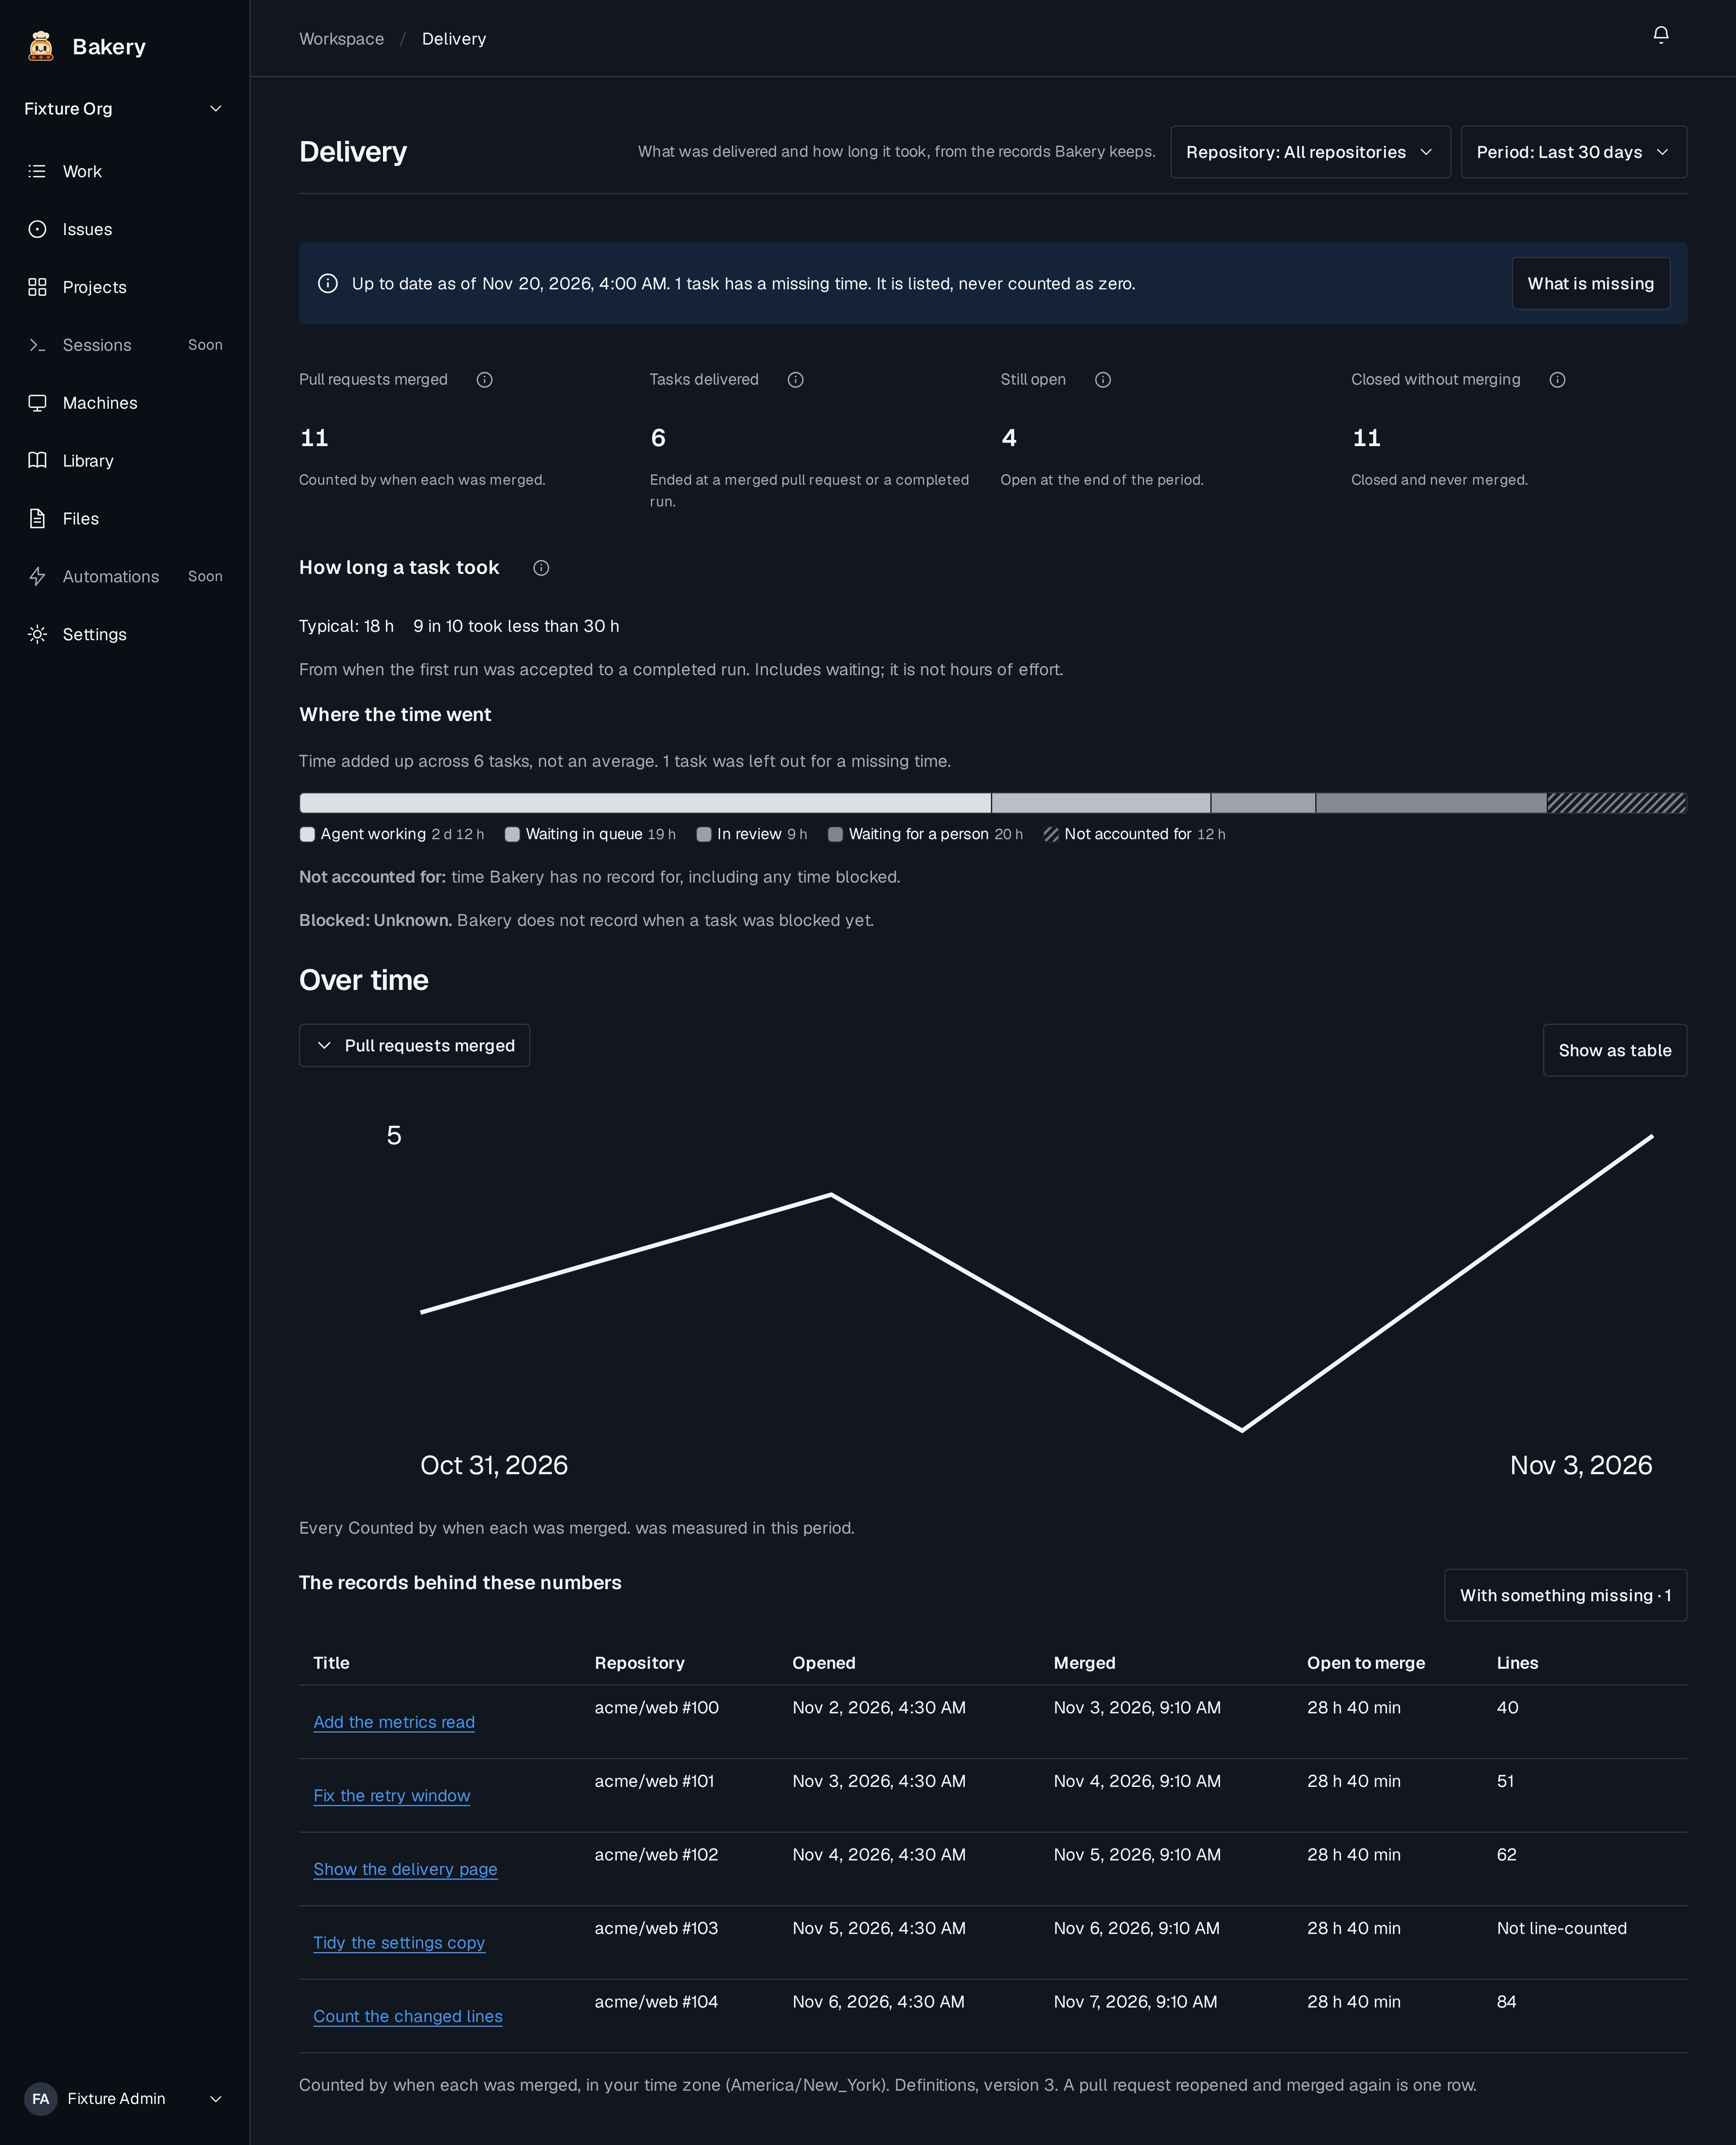 Bakery
Fixture Org
Work
Issues
Projects
Sessions Soon
Machines
Library
Files
Automations Soon
Settings
FA Fixture Admin
Workspace / Delivery
Delivery
What was delivered and how long it took, from the records Bakery keeps.
Repository: All repositories
Period: Last 30 days
Up to date as of Nov 20, 2026, 4:00 AM. 1 task has a missing time. It is listed, never counted as zero.
What is missing
Pull requests merged
11
Counted by when each was merged.
Tasks delivered
6
Ended at a merged pull request or a completed
run.
Still open
4
Open at the end of the period.
Closed without merging
11
Closed and never merged.
How long a task took
Typical: 18 h 9 in 10 took less than 30 h
From when the first run was accepted to a completed run. Includes waiting; it is not hours of effort.
Where the time went
Time added up across 6 tasks, not an average. 1 task was left out for a missing time.
Agent working 2 d 12 h Waiting in queue 19 h In review 9 h Waiting for a person 20 h Not accounted for 12 h
Not accounted for: time Bakery has no record for, including any time blocked.
Blocked: Unknown. Bakery does not record when a task was blocked yet.
Over time
Pull requests merged
Show as table
5
Oct 31, 2026 Nov 3, 2026
Every Counted by when each was merged. was measured in this period.
The records behind these numbers
With something missing · 1
Title Repository Opened Merged Open to merge Lines
Add the metrics read acme/web #100 Nov 2, 2026, 4:30 AM Nov 3, 2026, 9:10 AM 28 h 40 min 40
Fix the retry window acme/web #101 Nov 3, 2026, 4:30 AM Nov 4, 2026, 9:10 AM 28 h 40 min 51
Show the delivery page acme/web #102 Nov 4, 2026, 4:30 AM Nov 5, 2026, 9:10 AM 28 h 40 min 62
Tidy the settings copy acme/web #103 Nov 5, 2026, 4:30 AM Nov 6, 2026, 9:10 AM 28 h 40 min Not line-counted
Count the changed lines acme/web #104 Nov 6, 2026, 4:30 AM Nov 7, 2026, 9:10 AM 28 h 40 min 84
Counted by when each was merged, in your time zone (America/New_York). Definitions, version 3. A pull request reopened and merged again is one row.